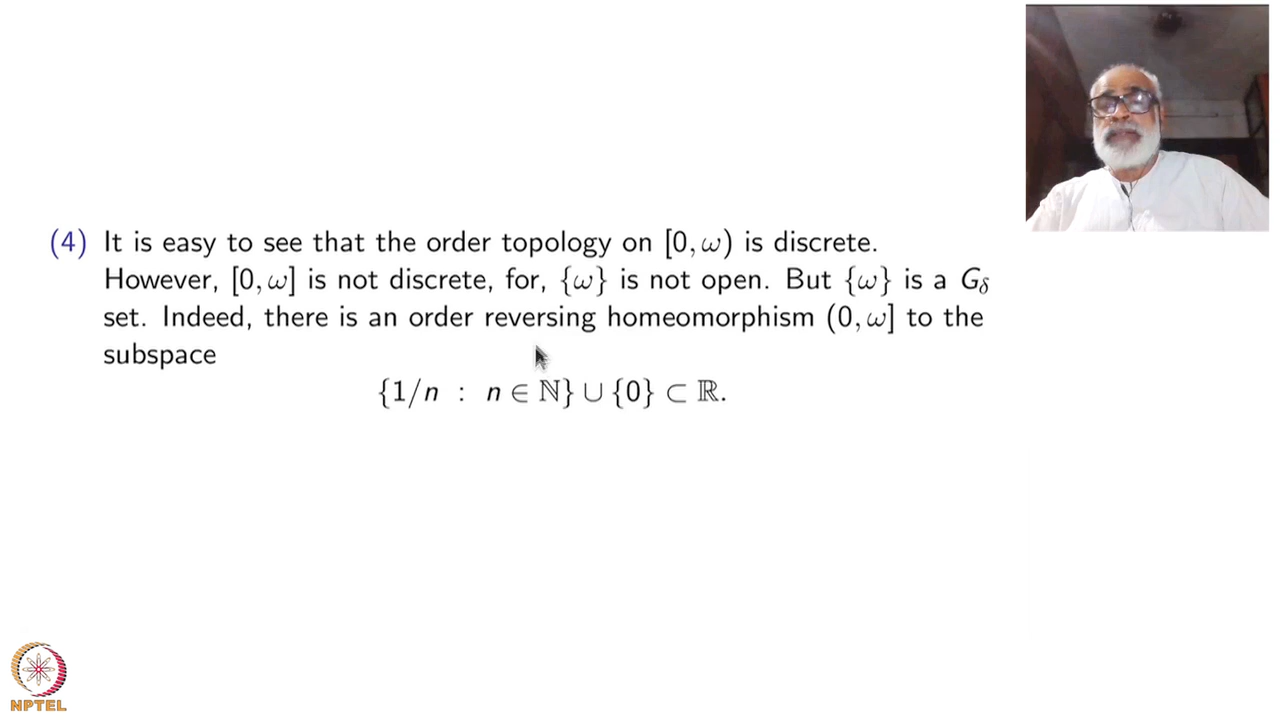 (4) It is easy to see that the order topology on [0, ω) is discrete.
However, [0, ω] is not discrete, for, {ω} is not open. But {ω} is a Gδ
set. Indeed, there is an order reversing homeomorphism (0, ω] to the
subspace
{1/n : n ∈ ℕ} ∪ {0} ⊂ ℝ.
NPTEL